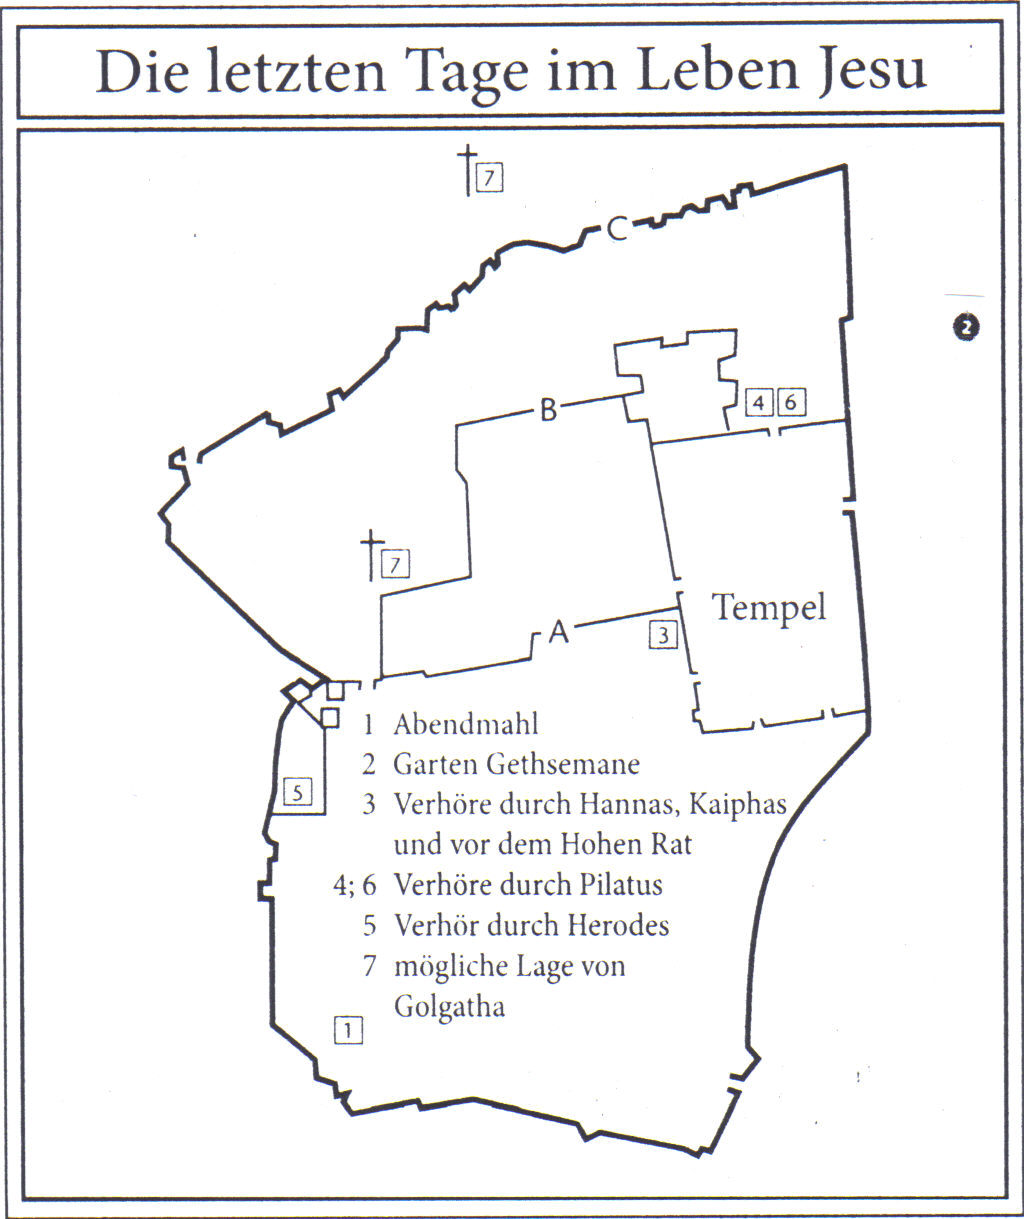 Die letzten Tage im Leben Jesu
7
C
2
B
4 6
7
Tempel
A
3
1 Abendmahl
2 Garten Gethsemane
5
3 Verhöre durch Hannas, Kaiphas
und vor dem Hohen Rat
4; 6 Verhöre durch Pilatus
5 Verhör durch Herodes
7 mögliche Lage von
Golgatha
1